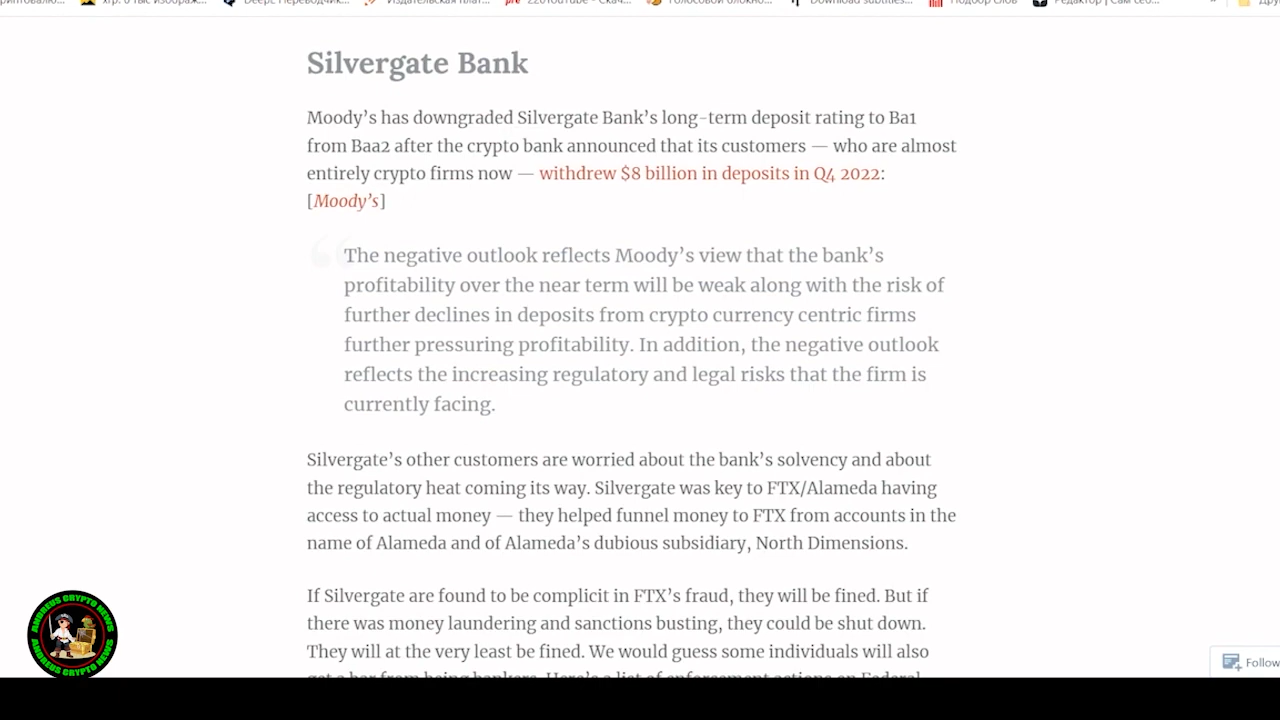 Silvergate Bank
Moody’s has downgraded Silvergate Bank’s long-term deposit rating to Ba1
from Baa2 after the crypto bank announced that its customers — who are almost
entirely crypto firms now — withdrew $8 billion in deposits in Q4 2022:
[Moody’s]
The negative outlook reflects Moody’s view that the bank’s
profitability over the near term will be weak along with the risk of
further declines in deposits from crypto currency centric firms
further pressuring profitability. In addition, the negative outlook
reflects the increasing regulatory and legal risks that the firm is
currently facing.
Silvergate’s other customers are worried about the bank’s solvency and about
the regulatory heat coming its way. Silvergate was key to FTX/Alameda having
access to actual money — they helped funnel money to FTX from accounts in the
name of Alameda and of Alameda’s dubious subsidiary, North Dimensions.
If Silvergate are found to be complicit in FTX’s fraud, they will be fined. But if
there was money laundering and sanctions busting, they could be shut down.
They will at the very least be fined. We would guess some individuals will also
ANDREUS CRYPTO NEWS
ANDREUS CRYPTO NEWS
Follow